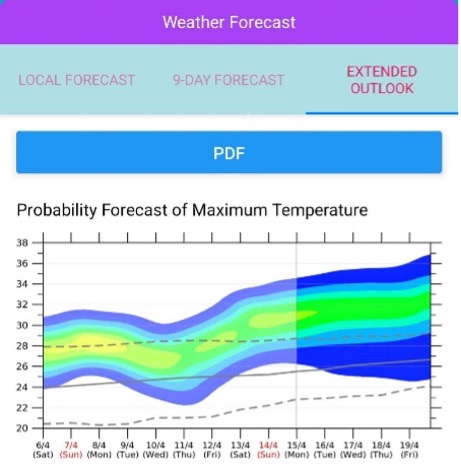 Weather Forecast
LOCAL FORECAST
9-DAY FORECAST
EXTENDED
OUTLOOK
PDF
Probability Forecast of Maximum Temperature
38
36
34
32
30
28
26
24
22
20
6/4 7/4 8/4 9/4 10/4 11/4 12/4 13/4 14/4 15/4 16/4 17/4 18/4 19/4
(Sat) (Sun) (Mon) (Tue) (Wed) (Thu) (Fri) (Sat) (Sun) (Mon) (Tue) (Wed) (Thu) (Fri)